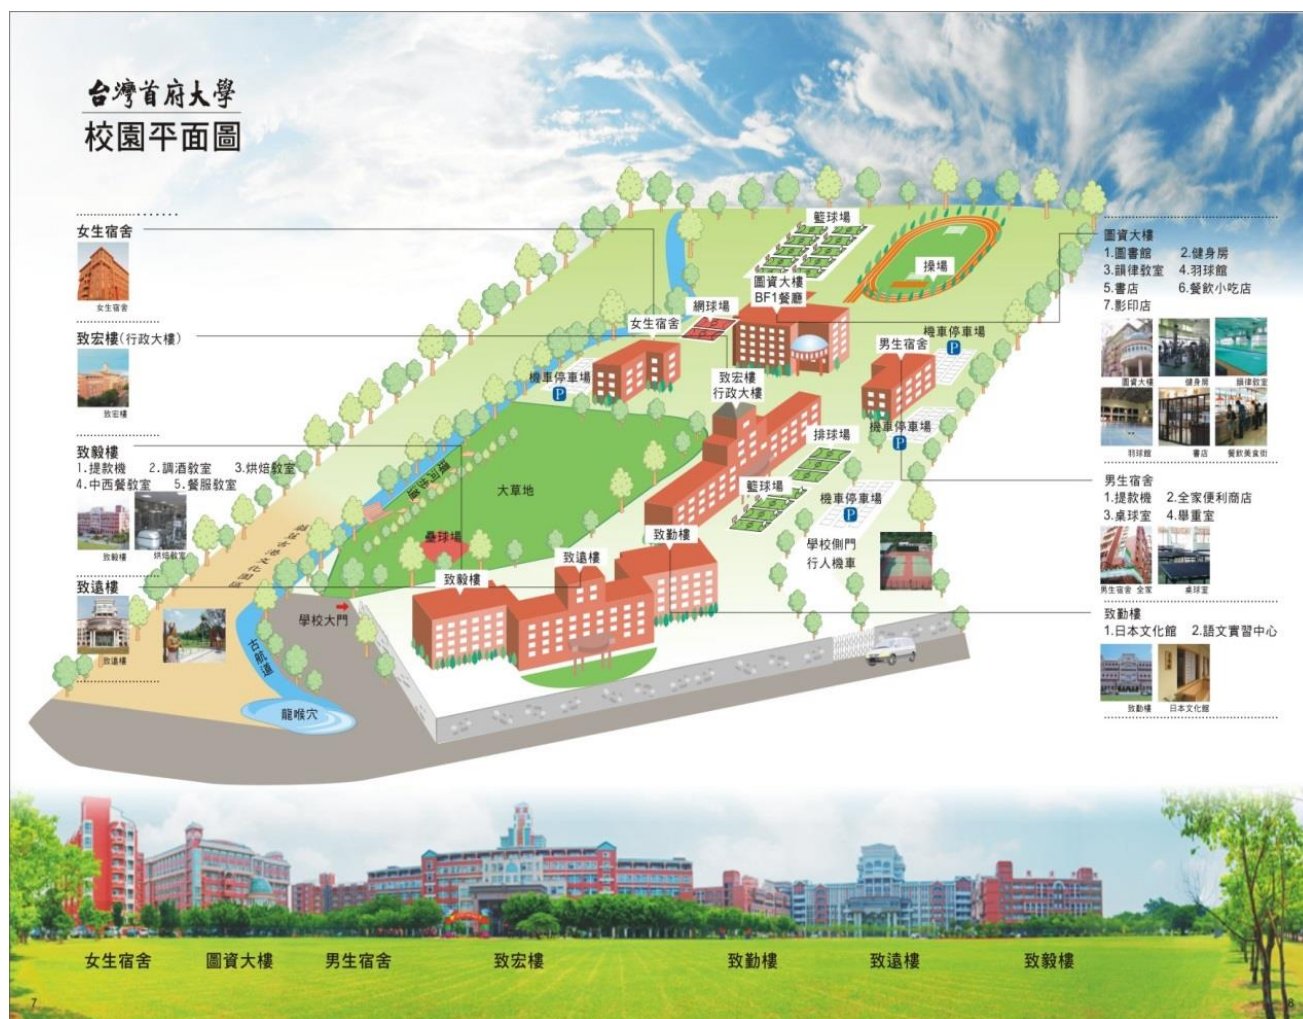 台灣首府大學
校園平面圖
女生宿舍
女生宿舍
致宏樓(行政大樓)
致宏樓
致毅樓
1.提款機 2.調酒教室 3.烘焙教室
4.中西餐教室 5.餐服教室
致毅樓 烘焙教室
致遠樓
致遠樓
籃球場
操場
圖資大樓
BF1餐廳
網球場
女生宿舍
機車停車場
P
機車停車場
P
男生宿舍
致宏樓
行政大樓
機車停車場
P
排球場
籃球場
機車停車場
P
大草地
環河步道
壘球場
學校側門
行人機車
致勤樓
致遠樓
致毅樓
學校大門
古航道
龍喉穴
圖資大樓
1.圖書館 2.健身房
3.韻律教室 4.羽球館
5.書店 6.餐飲小吃店
7.影印店
圖資大樓 健身房 韻律教室
羽球館 書店 餐飲美食街
男生宿舍
1.提款機 2.全家便利商店
3.桌球室 4.舉重室
男生宿舍 全家 桌球室
致勤樓
1.日本文化館 2.語文實習中心
致勤樓 日本文化館
女生宿舍 圖資大樓 男生宿舍 致宏樓 致勤樓 致遠樓 致毅樓
7 8